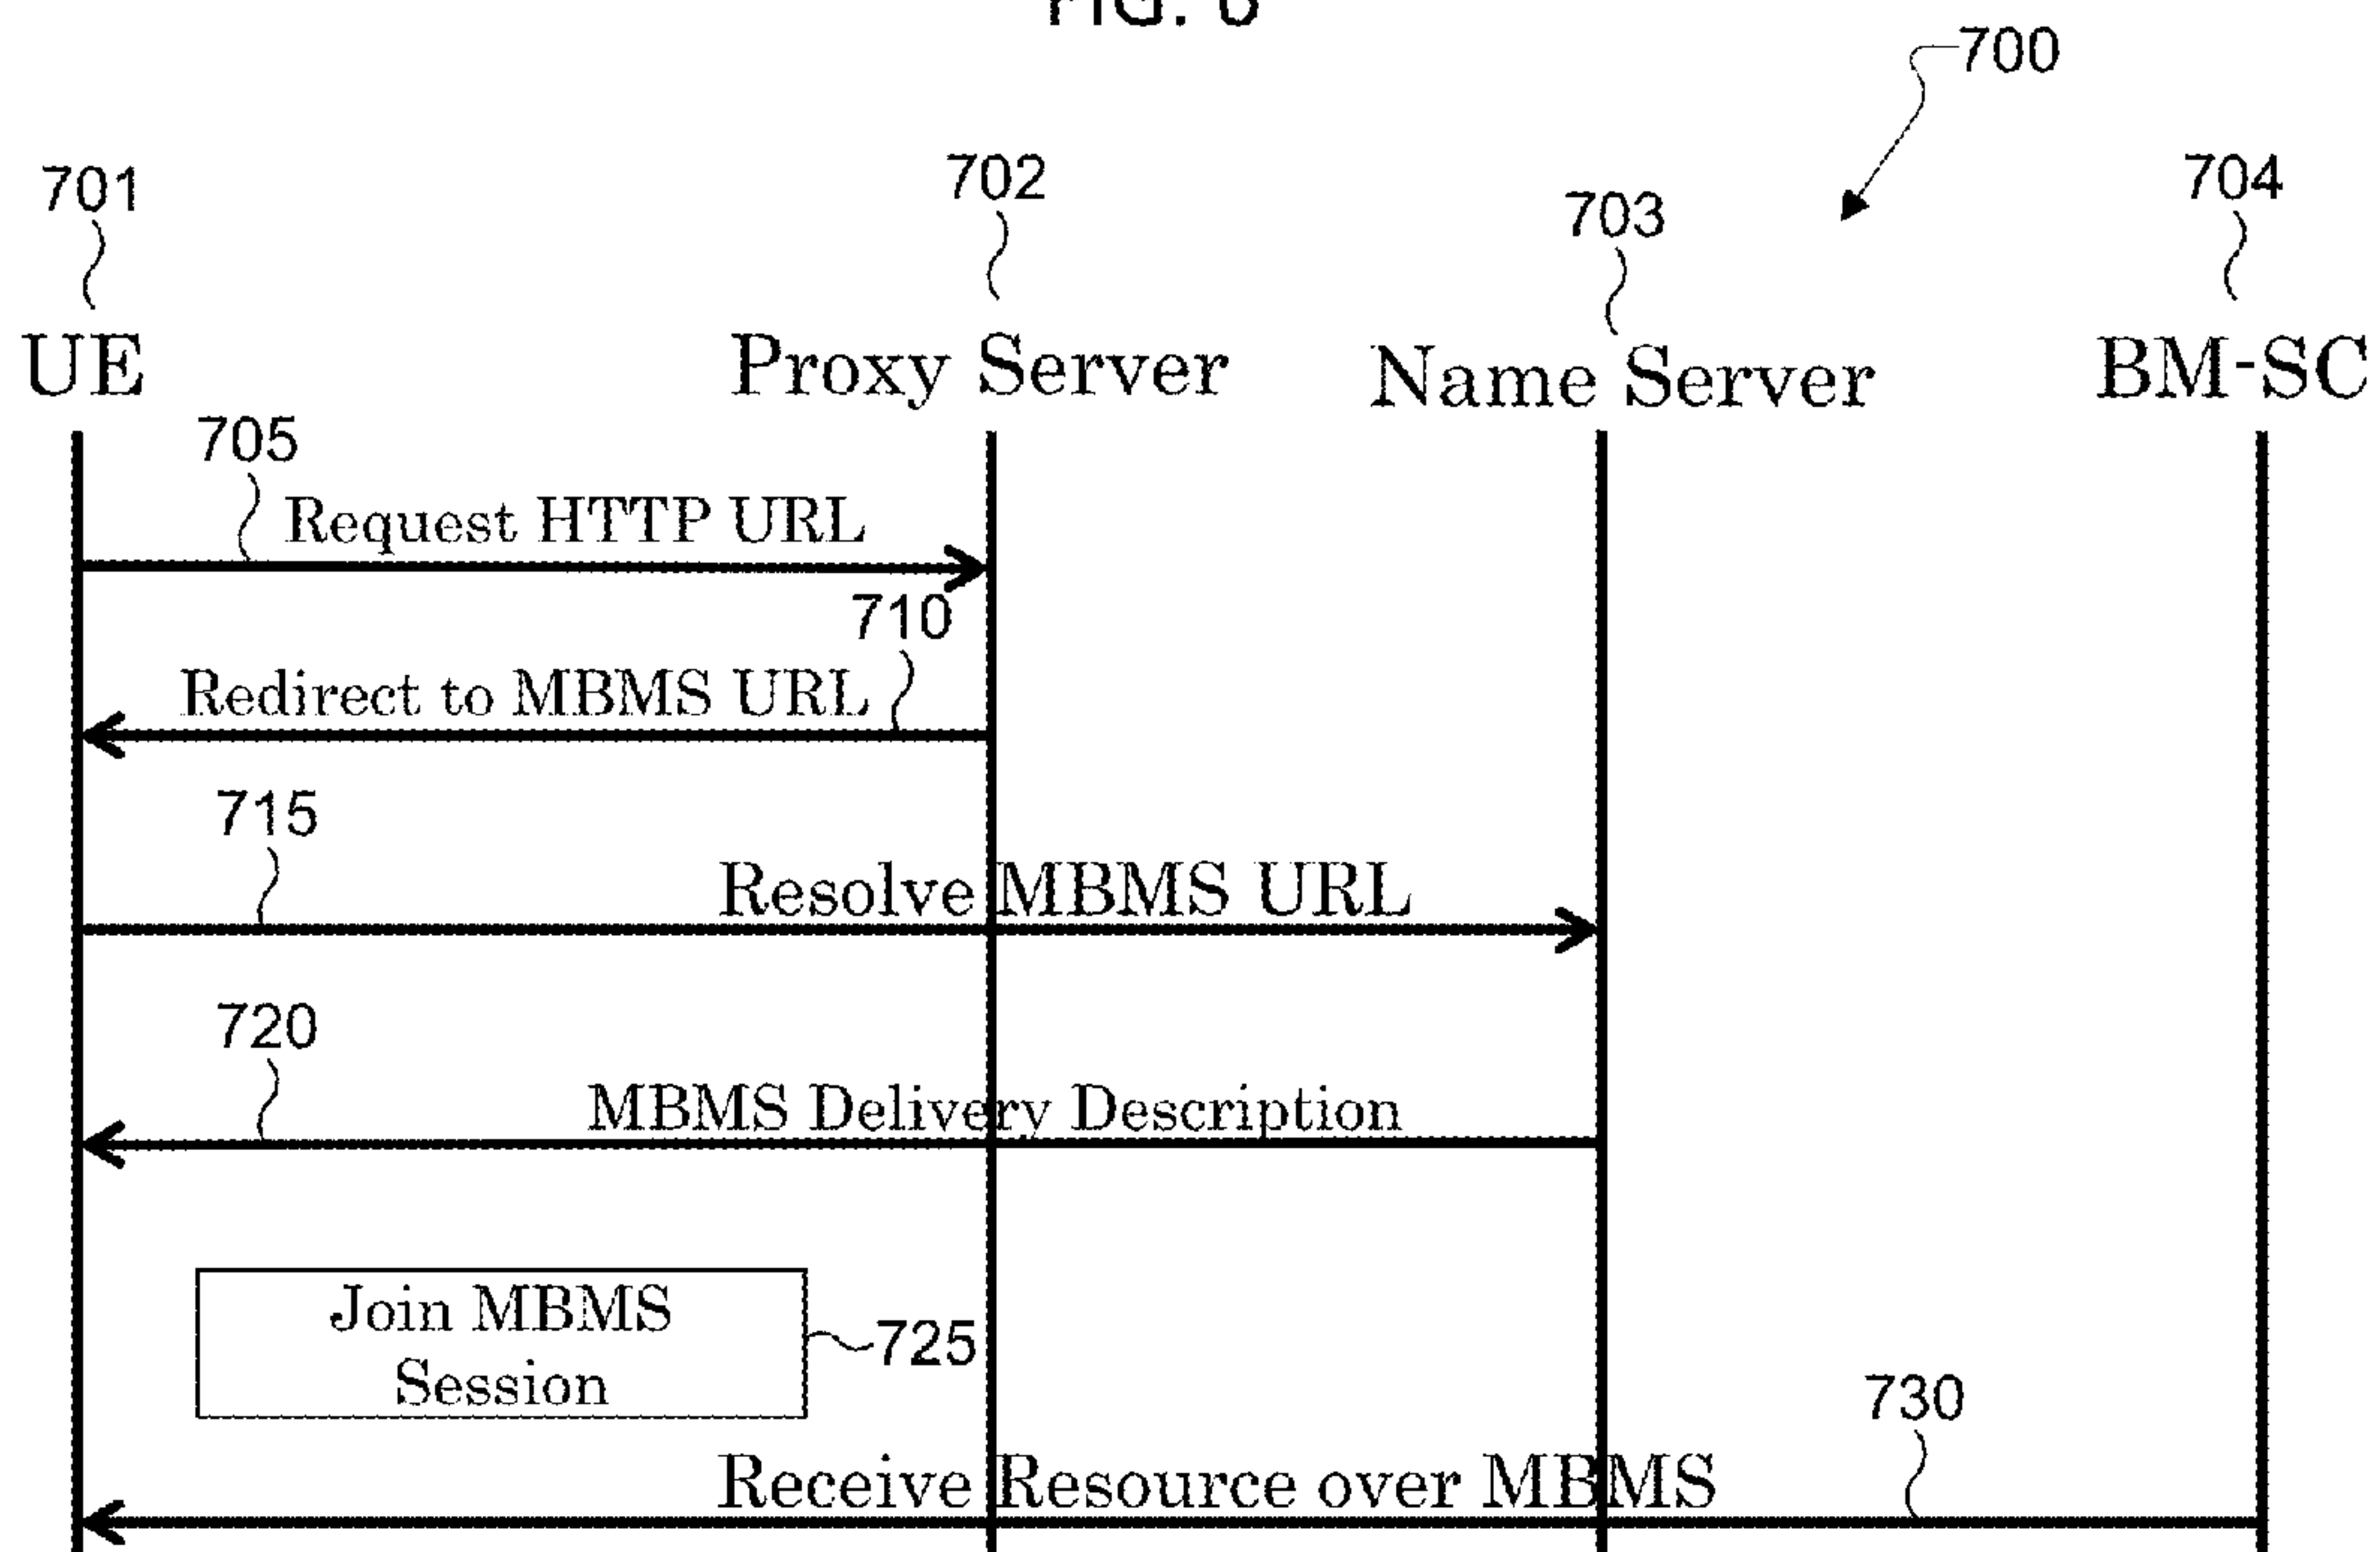 700
701
702
703
704
UE
Proxy Server
Name Server
BM-SC
705
Request HTTP URL
710
Redirect to MBMS URL
715
Resolve MBMS URL
720
MBMS Delivery Description
Join MBMS
Session
725
730
Receive Resource over MBMS